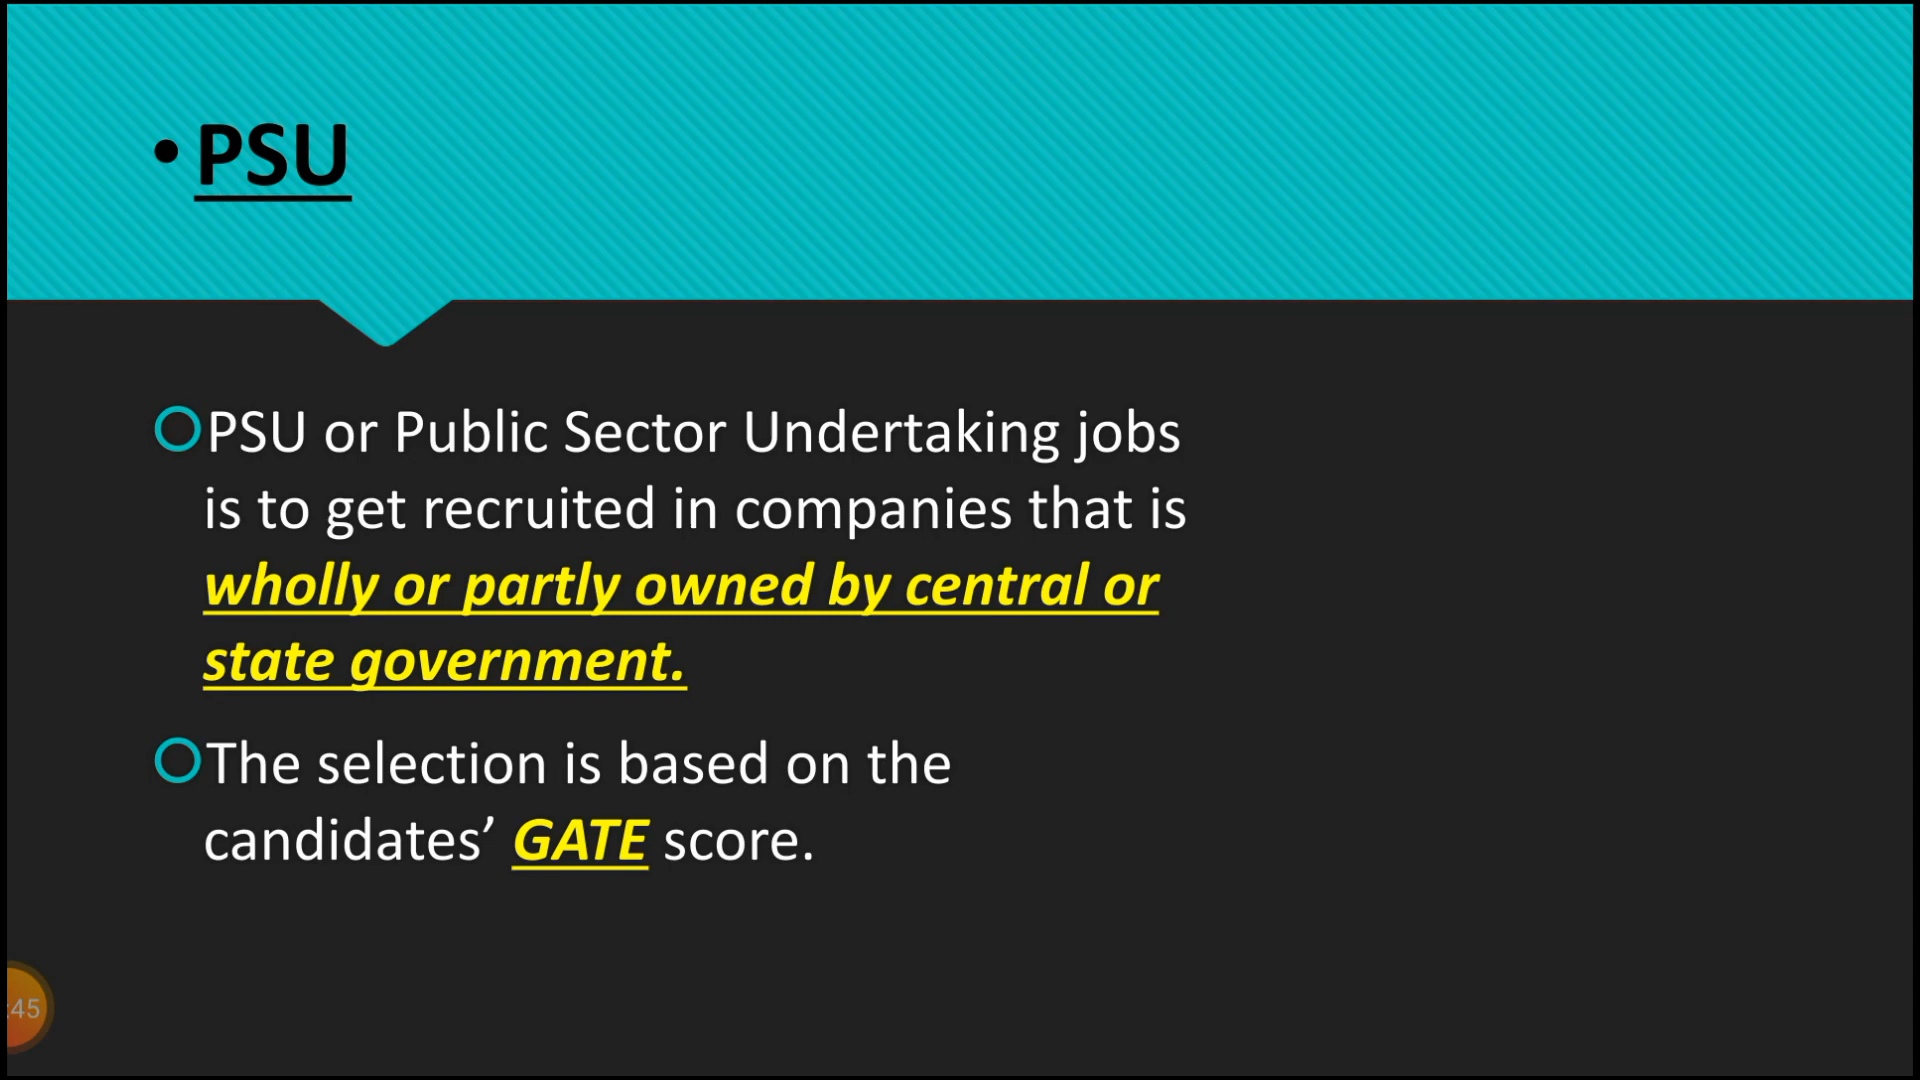 • PSU
PSU or Public Sector Undertaking jobs
is to get recruited in companies that is
wholly or partly owned by central or
state government.
The selection is based on the
candidates’ GATE score.
:45